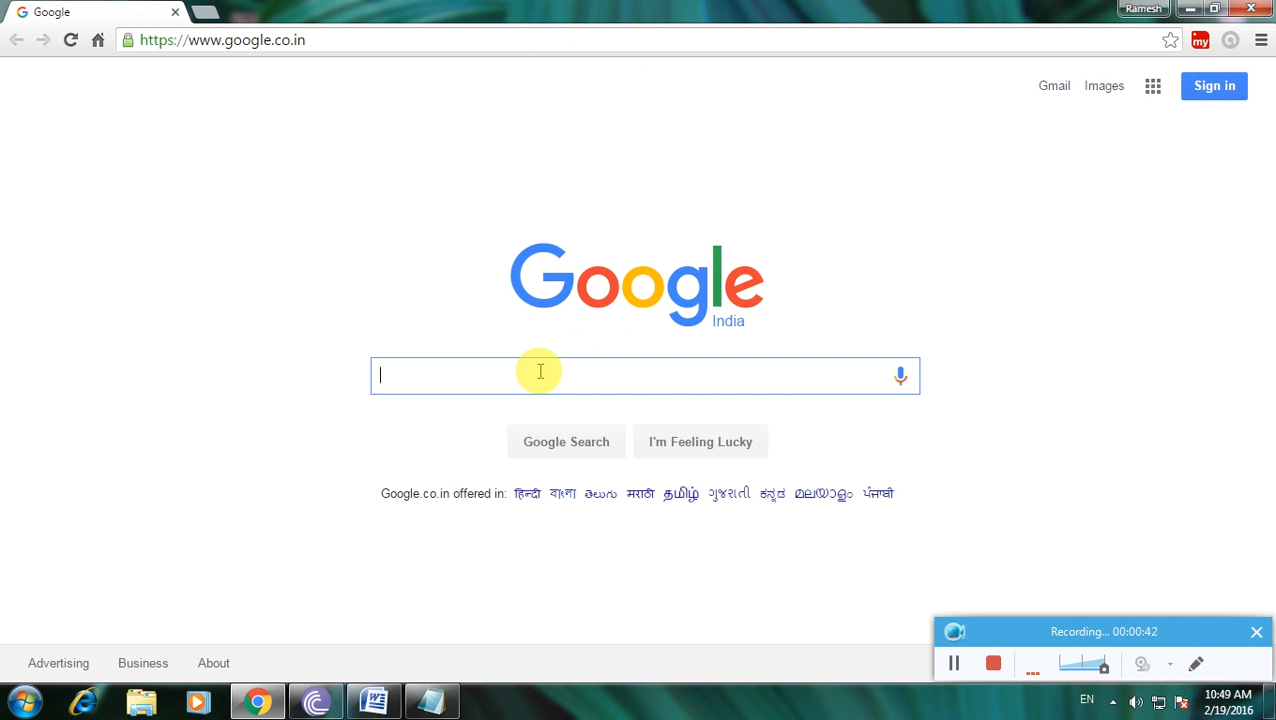 Google
Ramesh
https://www.google.co.in
my
Gmail Images Sign in
Google
India
Google Search I'm Feeling Lucky
Google.co.in offered in: हिन्दी বাংলা తెలుగు मराठी தமிழ் ગુજરાતી ಕನ್ನಡ മലയാളം ਪੰਜਾਬੀ
Recording... 00:00:42
Advertising Business About
EN
10:49 AM
2/19/2016